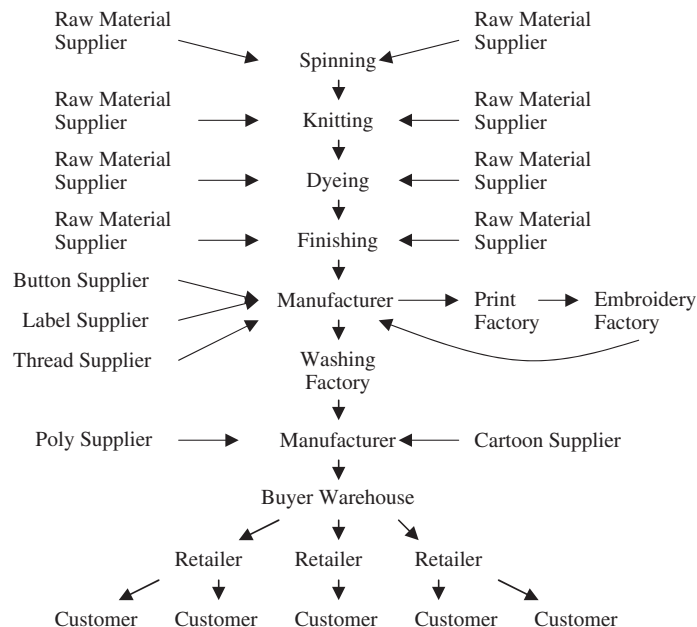 Raw Material
Supplier
Raw Material
Supplier
Spinning
Raw Material
Supplier
Knitting
Raw Material
Supplier
Raw Material
Supplier
Dyeing
Raw Material
Supplier
Raw Material
Supplier
Finishing
Raw Material
Supplier
Button Supplier
Label Supplier
Thread Supplier
Manufacturer
Print
Factory
Embroidery
Factory
Washing
Factory
Poly Supplier
Manufacturer
Cartoon Supplier
Buyer Warehouse
Retailer
Retailer
Retailer
Customer
Customer
Customer
Customer
Customer